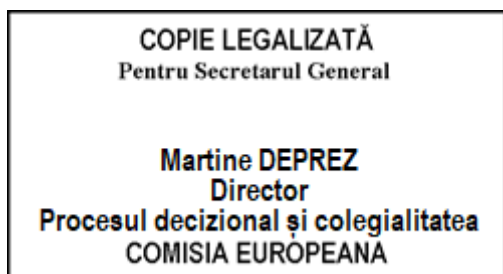 COPIE LEGALIZATĂ
Pentru Secretarul General
Martine DEPREZ
Director
Procesul decizional și colegialitatea
COMISIA EUROPEANA